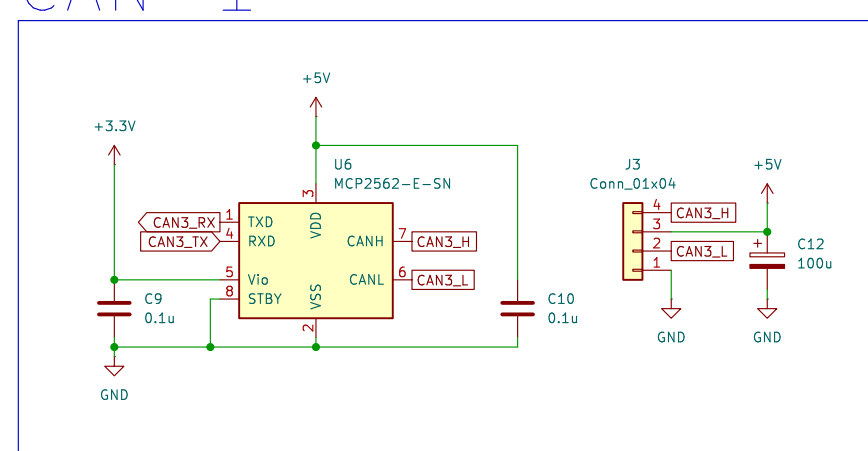 CAN 1
+5V
+3.3V
U6
MCP2562-E-SN
3
VDD
CAN3_RX 1 TXD
CAN3_TX 4 RXD
CANH 7 CAN3_H
5 Vio
CANL 6 CAN3_L
8 STBY
VSS
2
C9
0.1u
C10
0.1u
GND
J3
Conn_01x04
4 CAN3_H
3
2 CAN3_L
1
GND
+5V
+
C12
100u
GND